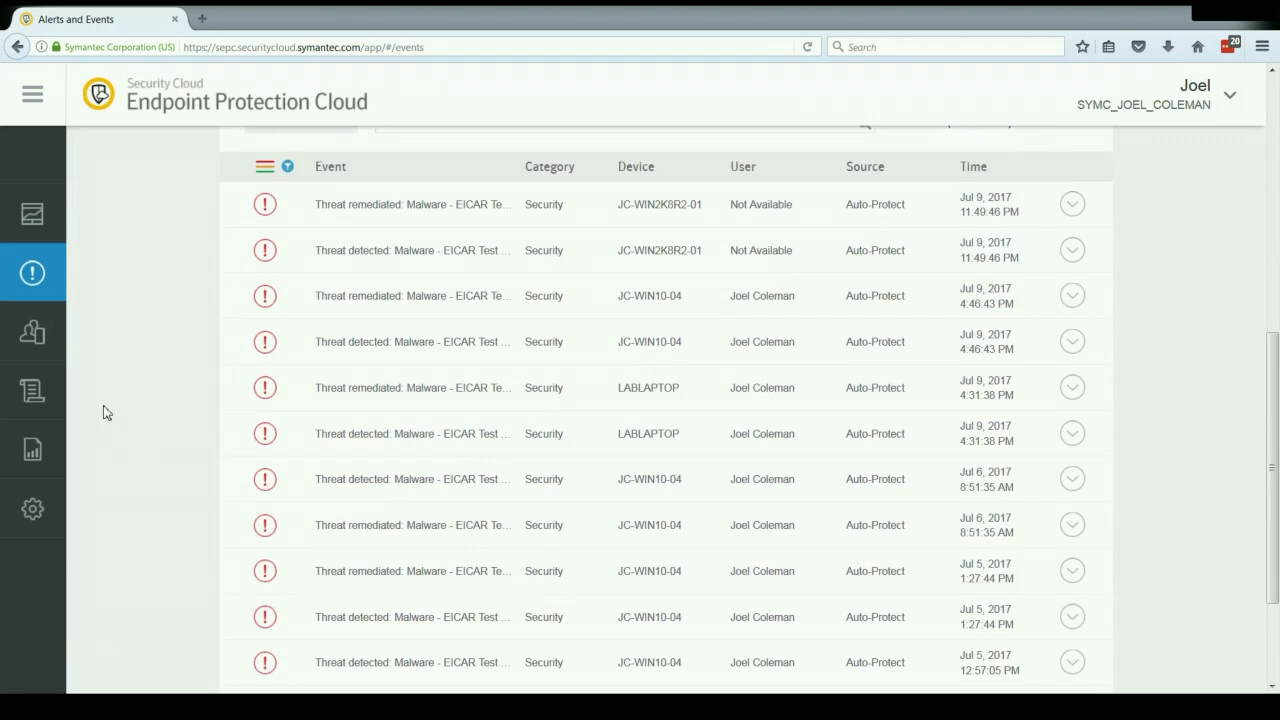 Alerts and Events
Symantec Corporation (US) https://sepc.securitycloud.symantec.com/app/#/events Search 20
Security Cloud
Endpoint Protection Cloud
Joel
SYMC_JOEL_COLEMAN
Event Category Device User Source Time
Threat remediated: Malware - EICAR Te... Security JC-WIN2K8R2-01 Not Available Auto-Protect Jul 9, 2017
11:49:46 PM
Threat detected: Malware - EICAR Test ... Security JC-WIN2K8R2-01 Not Available Auto-Protect Jul 9, 2017
11:49:46 PM
Threat remediated: Malware - EICAR Te... Security JC-WIN10-04 Joel Coleman Auto-Protect Jul 9, 2017
4:46:43 PM
Threat detected: Malware - EICAR Test ... Security JC-WIN10-04 Joel Coleman Auto-Protect Jul 9, 2017
4:46:43 PM
Threat remediated: Malware - EICAR Te... Security LABLAPTOP Joel Coleman Auto-Protect Jul 9, 2017
4:31:38 PM
Threat detected: Malware - EICAR Test ... Security LABLAPTOP Joel Coleman Auto-Protect Jul 9, 2017
4:31:38 PM
Threat detected: Malware - EICAR Test ... Security JC-WIN10-04 Joel Coleman Auto-Protect Jul 6, 2017
8:51:35 AM
Threat remediated: Malware - EICAR Te... Security JC-WIN10-04 Joel Coleman Auto-Protect Jul 6, 2017
8:51:35 AM
Threat remediated: Malware - EICAR Te... Security JC-WIN10-04 Joel Coleman Auto-Protect Jul 5, 2017
1:27:44 PM
Threat detected: Malware - EICAR Test ... Security JC-WIN10-04 Joel Coleman Auto-Protect Jul 5, 2017
1:27:44 PM
Threat detected: Malware - EICAR Test ... Security JC-WIN10-04 Joel Coleman Auto-Protect Jul 5, 2017
12:57:05 PM